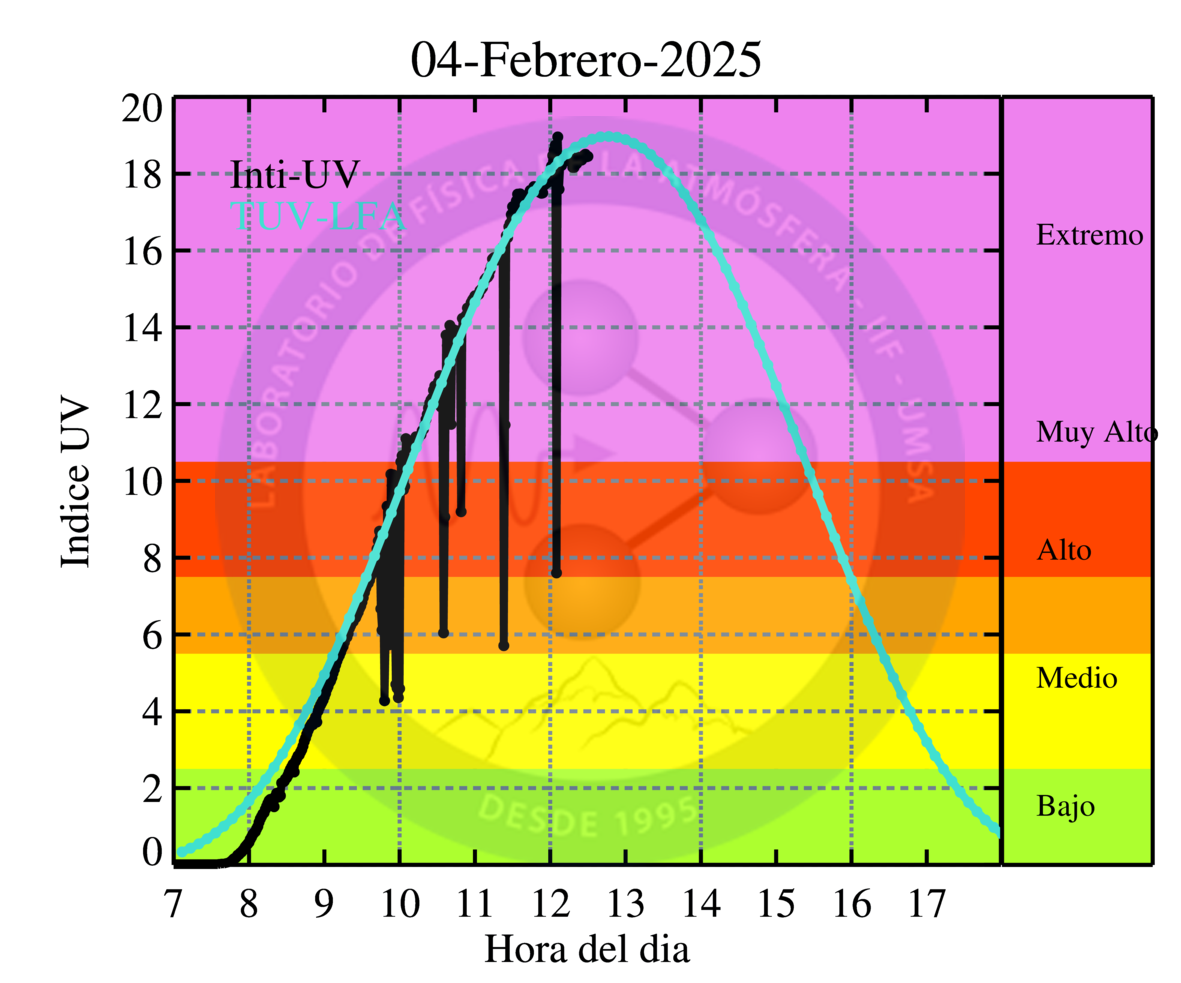 04-Febrero-2025
Inti-UV
TUV-LFA
Indice UV
20
18
16
14
12
10
8
6
4
2
0
7 8 9 10 11 12 13 14 15 16 17
Hora del dia
Extremo
Muy Alto
Alto
Medio
Bajo
LABORATORIO DE FÍSICA DE LA ATMÓSFERA - IIF - UMSA
DESDE 1995